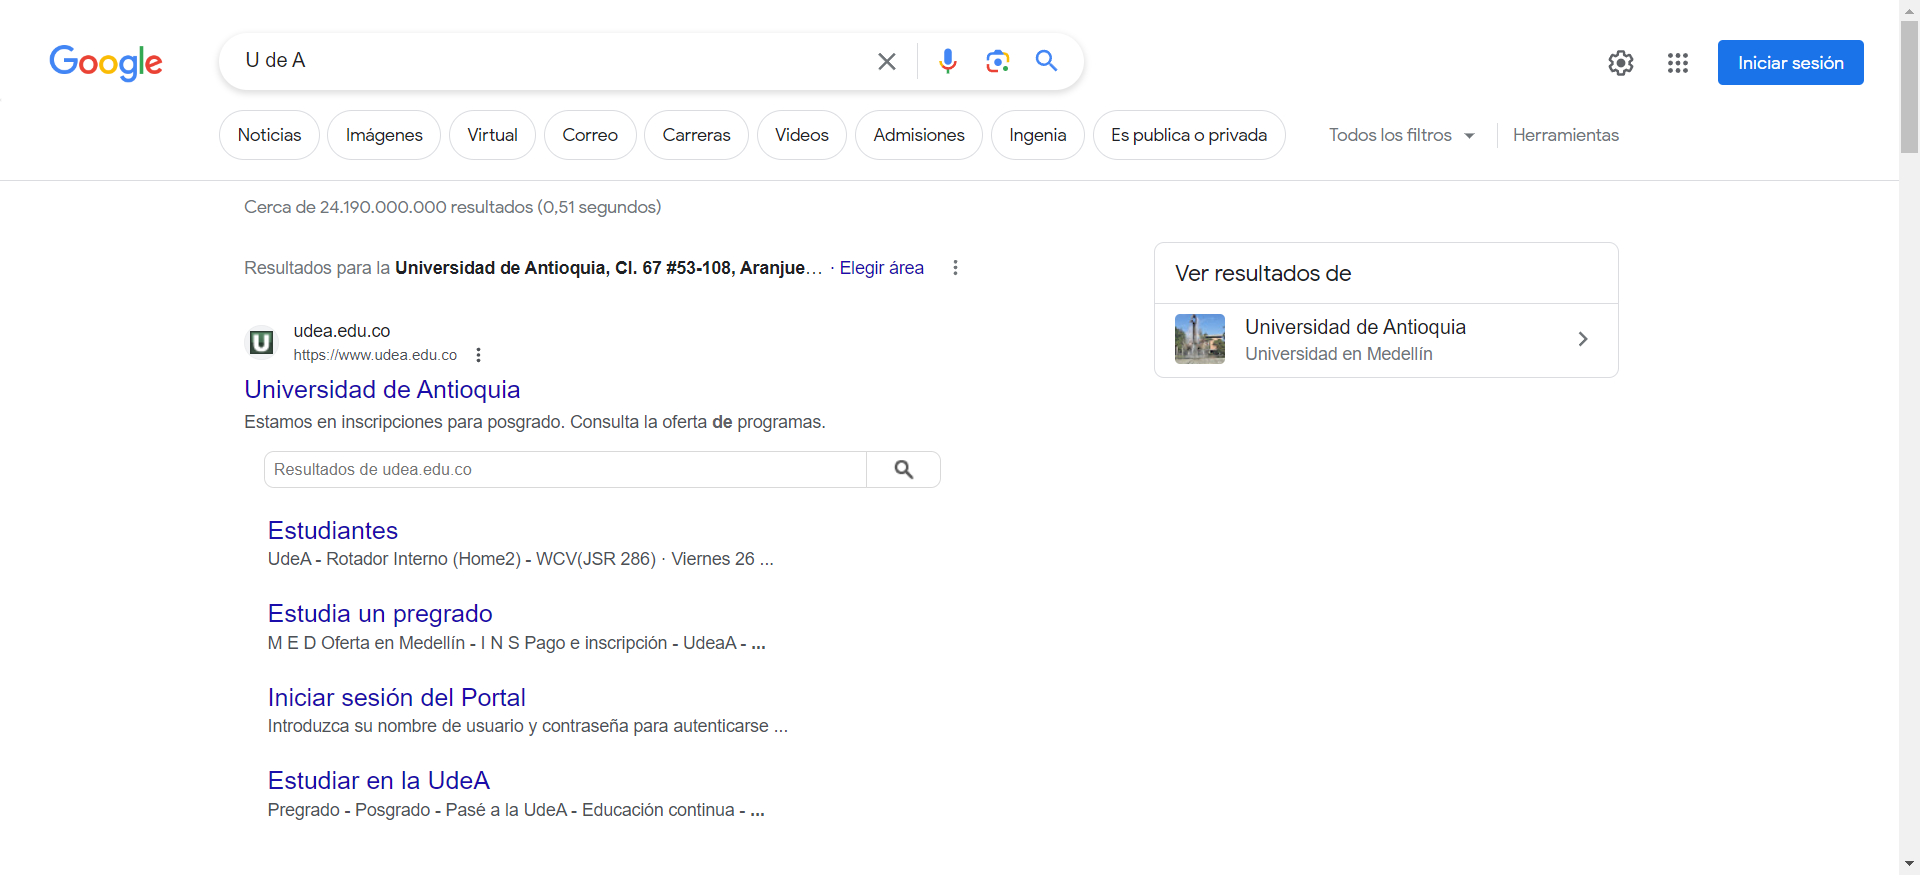 Google
U de A
Iniciar sesión
Noticias
Imágenes
Virtual
Correo
Carreras
Videos
Admisiones
Ingenia
Es publica o privada
Todos los filtros
Herramientas
Cerca de 24.190.000.000 resultados (0,51 segundos)
Resultados para la Universidad de Antioquia, Cl. 67 #53-108, Aranjue… · Elegir área
Ver resultados de
Universidad de Antioquia
Universidad en Medellín
U
udea.edu.co
https://www.udea.edu.co
Universidad de Antioquia
Estamos en inscripciones para posgrado. Consulta la oferta de programas.
Resultados de udea.edu.co
Estudiantes
UdeA - Rotador Interno (Home2) - WCV(JSR 286) · Viernes 26 ...
Estudia un pregrado
M E D Oferta en Medellín - I N S Pago e inscripción - UdeaA - ...
Iniciar sesión del Portal
Introduzca su nombre de usuario y contraseña para autenticarse ...
Estudiar en la UdeA
Pregrado - Posgrado - Pasé a la UdeA - Educación continua - ...